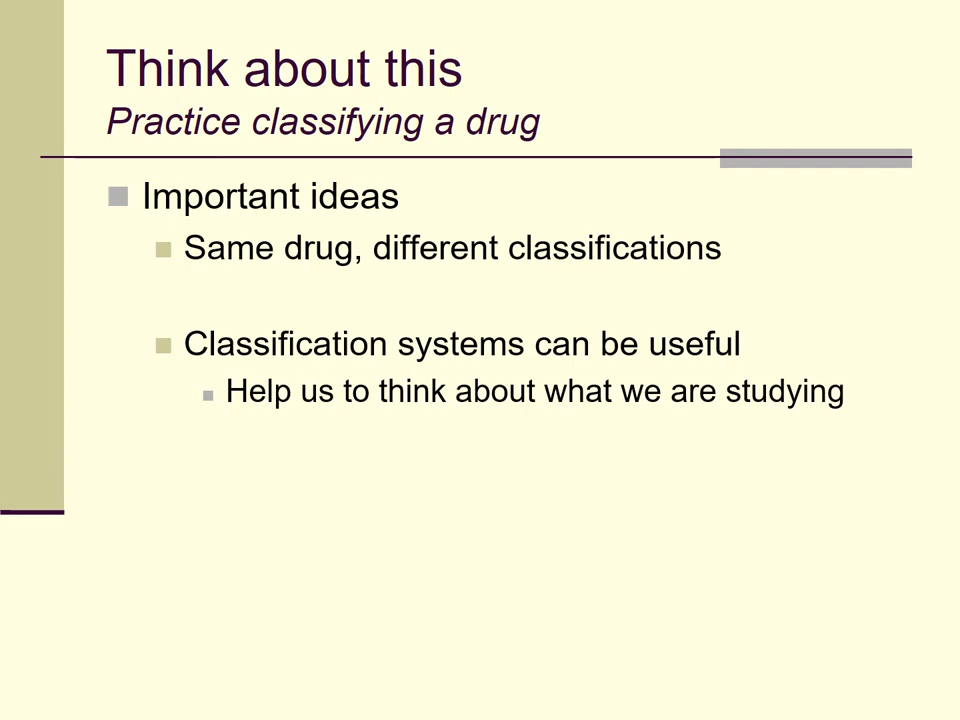 Think about this
Practice classifying a drug
Important ideas
Same drug, different classifications
Classification systems can be useful
Help us to think about what we are studying